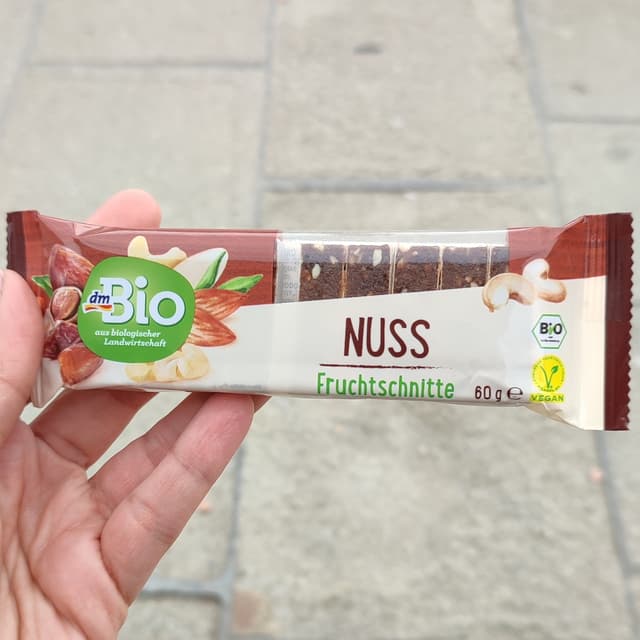 dm
Bio
aus biologischer
Landwirtschaft
NUSS
Fruchtschnitte
60 g ℮
BIO
VEGAN